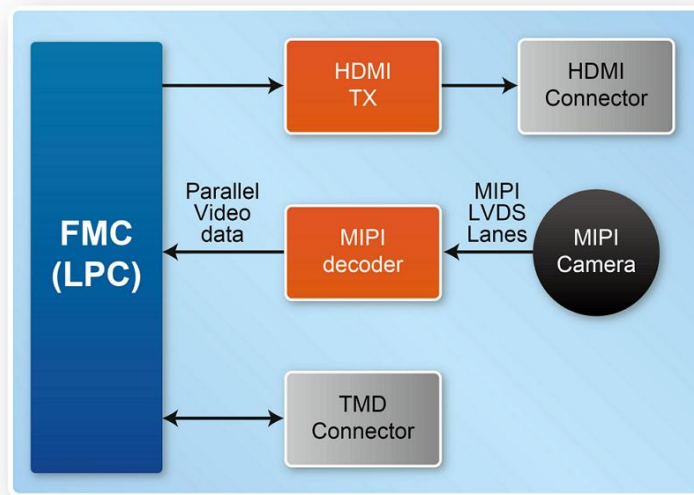 HDMI
TX
HDMI
Connector
FMC
(LPC)
Parallel
Video
data
MIPI
decoder
MIPI
LVDS
Lanes
MIPI
Camera
TMD
Connector